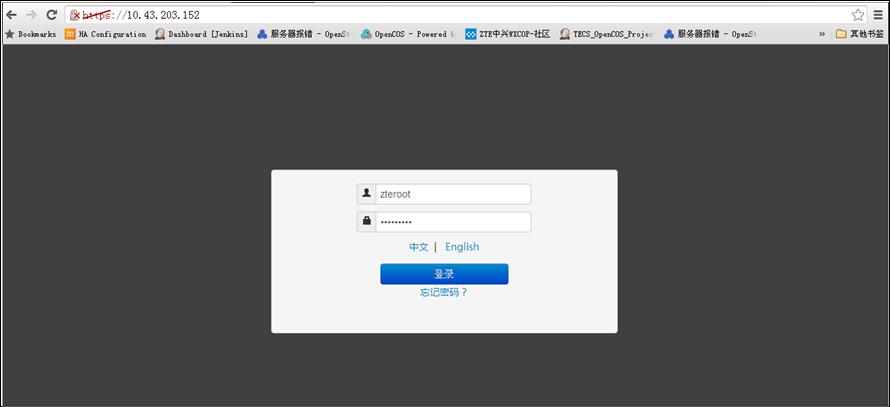 https://10.43.203.152
Bookmarks HA Configuration Dashboard [Jenkins] 服务器报错 - OpenSt OpenCOS - Powered b ZTE中兴WXCOP-社区 TECS_OpenCOS_Projec 服务器报错 - OpenSt » 其他书签
zteroot
•••••••••
中文 | English
登录
忘记密码？